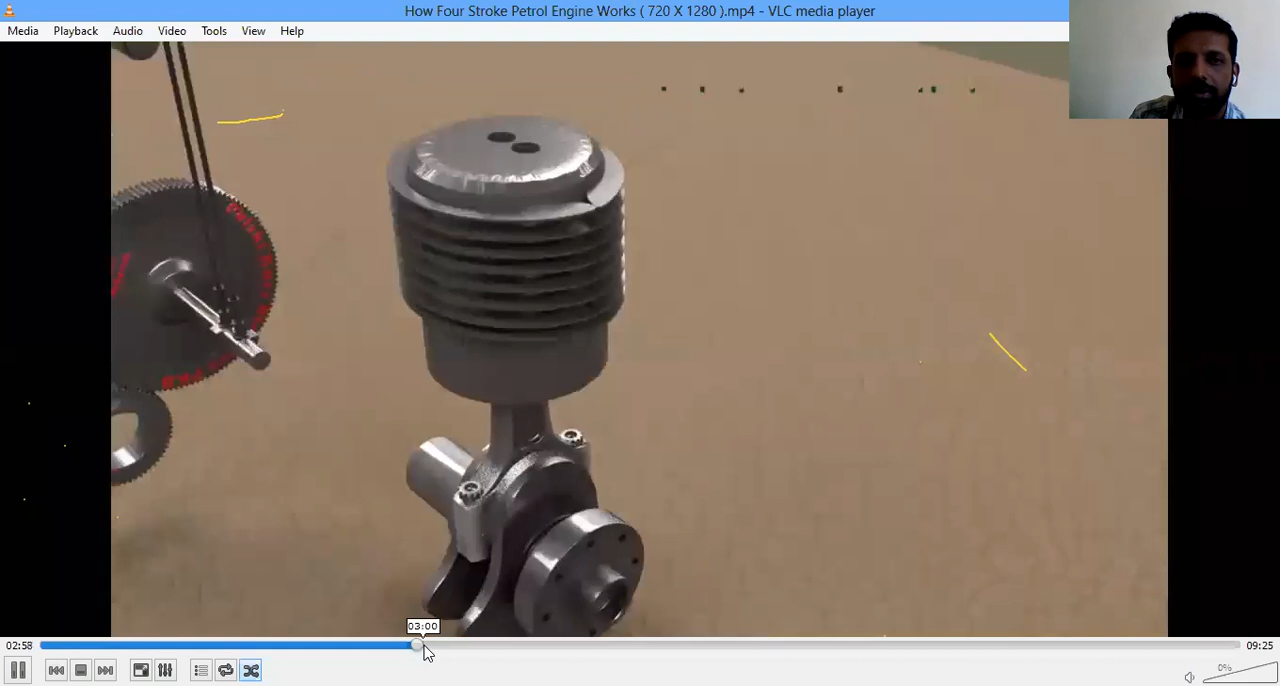 How Four Stroke Petrol Engine Works ( 720 X 1280 ).mp4 - VLC media player
Media Playback Audio Video Tools View Help
03:00
02:58 09:25
0%